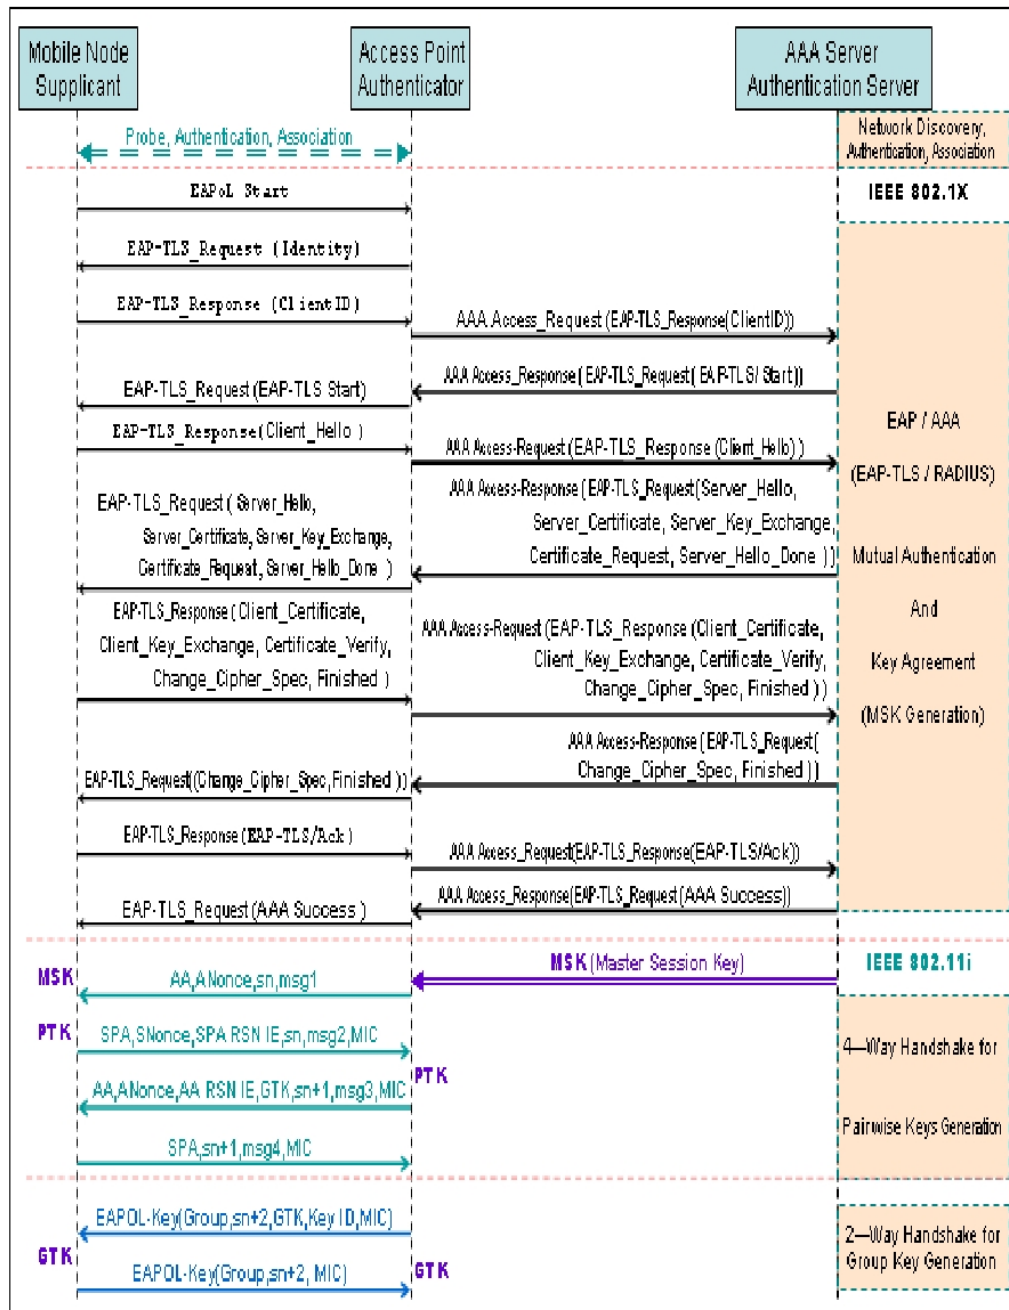 Mobile Node
Supplicant
Access Point
Authenticator
AAA Server
Authentication Server
Probe, Authentication, Association
Network Discovery,
Authentication, Association
EAPoL Start
IEEE 802.1X
EAP-TLS_Request (Identity)
EAP-TLS_Response (ClientID)
AAA Access_Request (EAP-TLS_Response(ClientID))
AAA Access_Response ( EAP-TLS_Request( EAP-TLS/ Start))
EAP-TLS_Request (EAP-TLS Start)
EAP-TLS_Response(Client_Hello )
AAA Access-Request (EAP-TLS_Response (Client_Hello) )
EAP-TLS_Request ( Server_Hello,
Server_Certificate, Server_Key_Exchange,
Certificate_Request, Server_Hello_Done )
AAA Access-Response ( EAP-TLS_Request(Server_Hello,
Server_Certificate, Server_Key_Exchange,
Certificate_Request, Server_Hello_Done ))
EAP-TLS_Response ( Client_Certificate,
Client_Key_Exchange, Certificate_Verify,
Change_Cipher_Spec, Finished )
AAA Access-Request (EAP-TLS_Response (Client_Certificate,
Client_Key_Exchange, Certificate_Verify,
Change_Cipher_Spec, Finished ))
AAA Access-Response ( EAP-TLS_Request(
Change_Cipher_Spec, Finished ))
EAP-TLS_Request((Change_Cipher_Spec,Finished ))
EAP-TLS_Response (EAP-TLS/Ack)
AAA Access_Request(EAP-TLS_Response(EAP-TLS/Ack))
AAA Access_Response(EAP-TLS_Request(AAA Success))
EAP-TLS_Request (AAA Success )
EAP / AAA
(EAP-TLS / RADIUS)
Mutual Authentication
And
Key Agreement
(MSK Generation)
MSK
MSK (Master Session Key)
IEEE 802.11i
AA,ANonce,sn,msg1
PTK
SPA,SNonce,SPA RSN IE,sn,msg2,MIC
PTK
AA,ANonce,AA RSN IE,GTK,sn+1,msg3,MIC
SPA,sn+1,msg4,MIC
4—Way Handshake for
Pairwise Keys Generation
EAPOL-Key(Group,sn+2,GTK,Key ID,MIC)
GTK
EAPOL-Key(Group,sn+2, MIC)
GTK
2—Way Handshake for
Group Key Generation